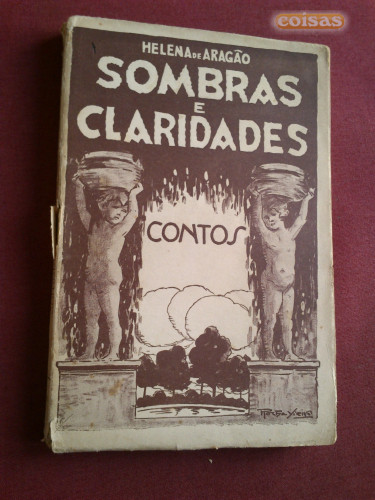 coisas
HELENA DE ARAGÃO
SOMBRAS
E
CLARIDADES
CONTOS